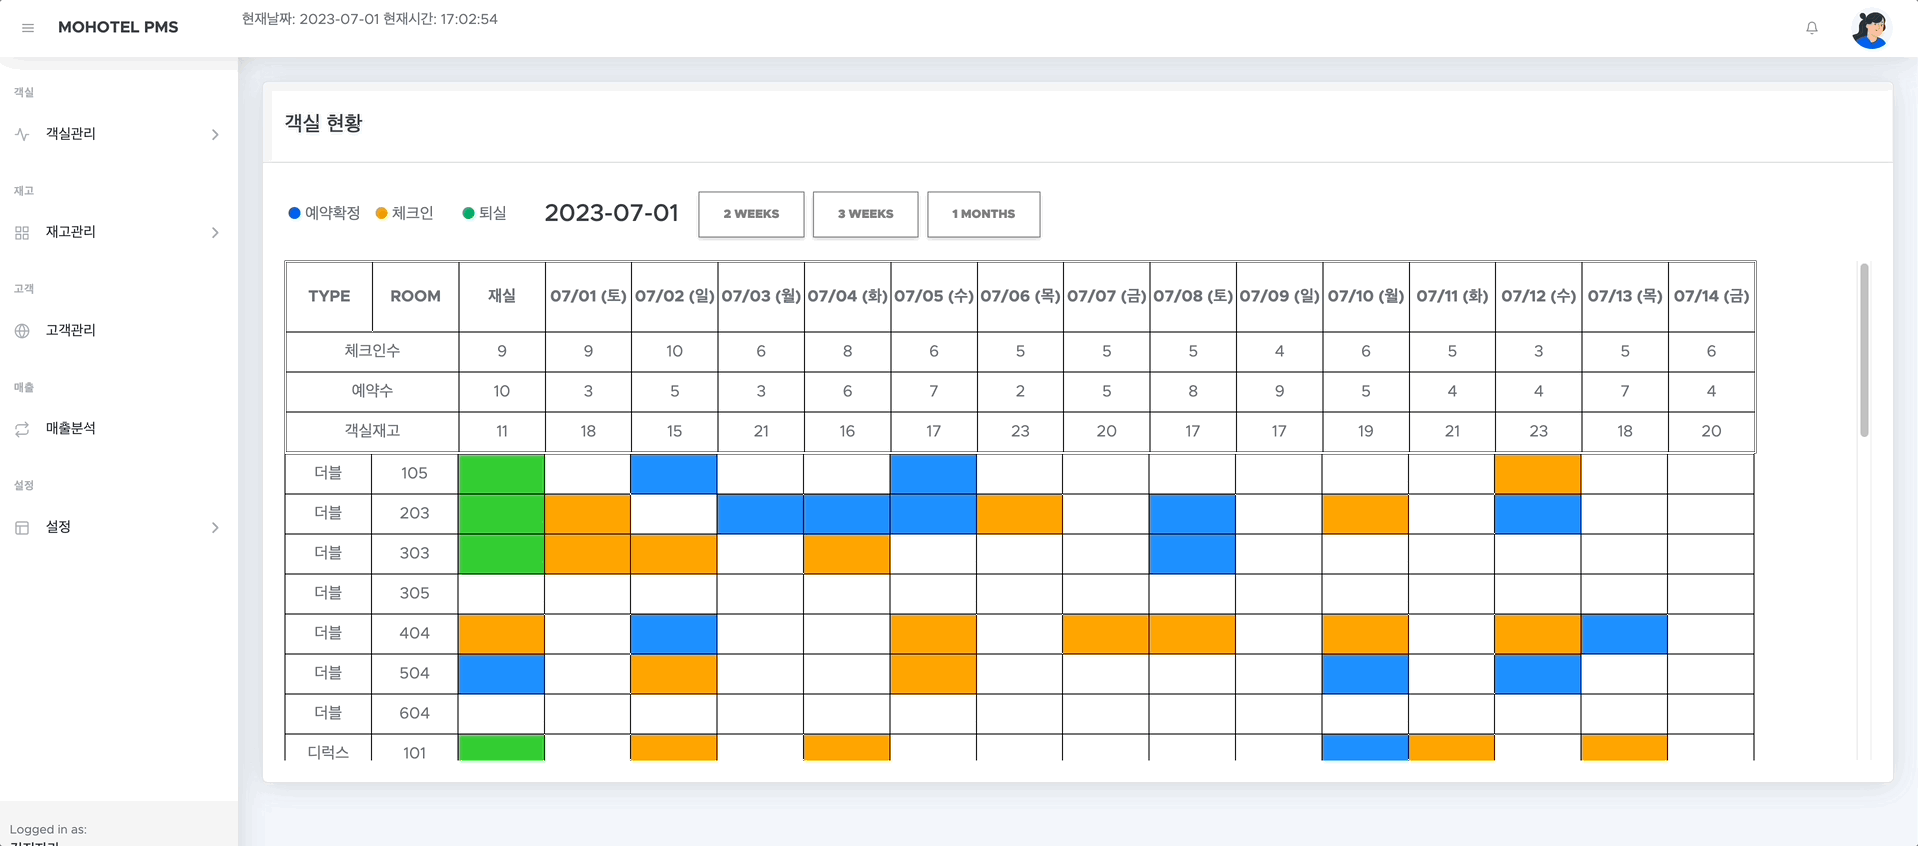 MOHOTEL PMS
현재날짜: 2023-07-01 현재시간: 17:02:54
객실
객실관리
재고
재고관리
고객
고객관리
매출
매출분석
설정
설정
Logged in as:
객실 현황
예약확정 체크인 퇴실 2023-07-01 2 WEEKS 3 WEEKS 1 MONTHS
TYPE ROOM 재실 07/01 (토) 07/02 (일) 07/03 (월) 07/04 (화) 07/05 (수) 07/06 (목) 07/07 (금) 07/08 (토) 07/09 (일) 07/10 (월) 07/11 (화) 07/12 (수) 07/13 (목) 07/14 (금)
체크인수 9 9 10 6 8 6 5 5 5 4 6 5 3 5 6
예약수 10 3 5 3 6 7 2 5 8 9 5 4 4 7 4
객실재고 11 18 15 21 16 17 23 20 17 17 19 21 23 18 20
더블 105
더블 203
더블 303
더블 305
더블 404
더블 504
더블 604
디럭스 101